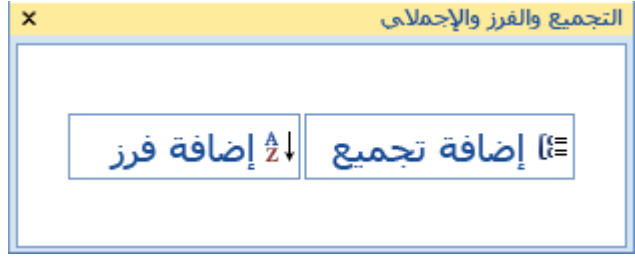 التجميع والفرز والإجمالي
إضافة تجميع
إضافة فرز